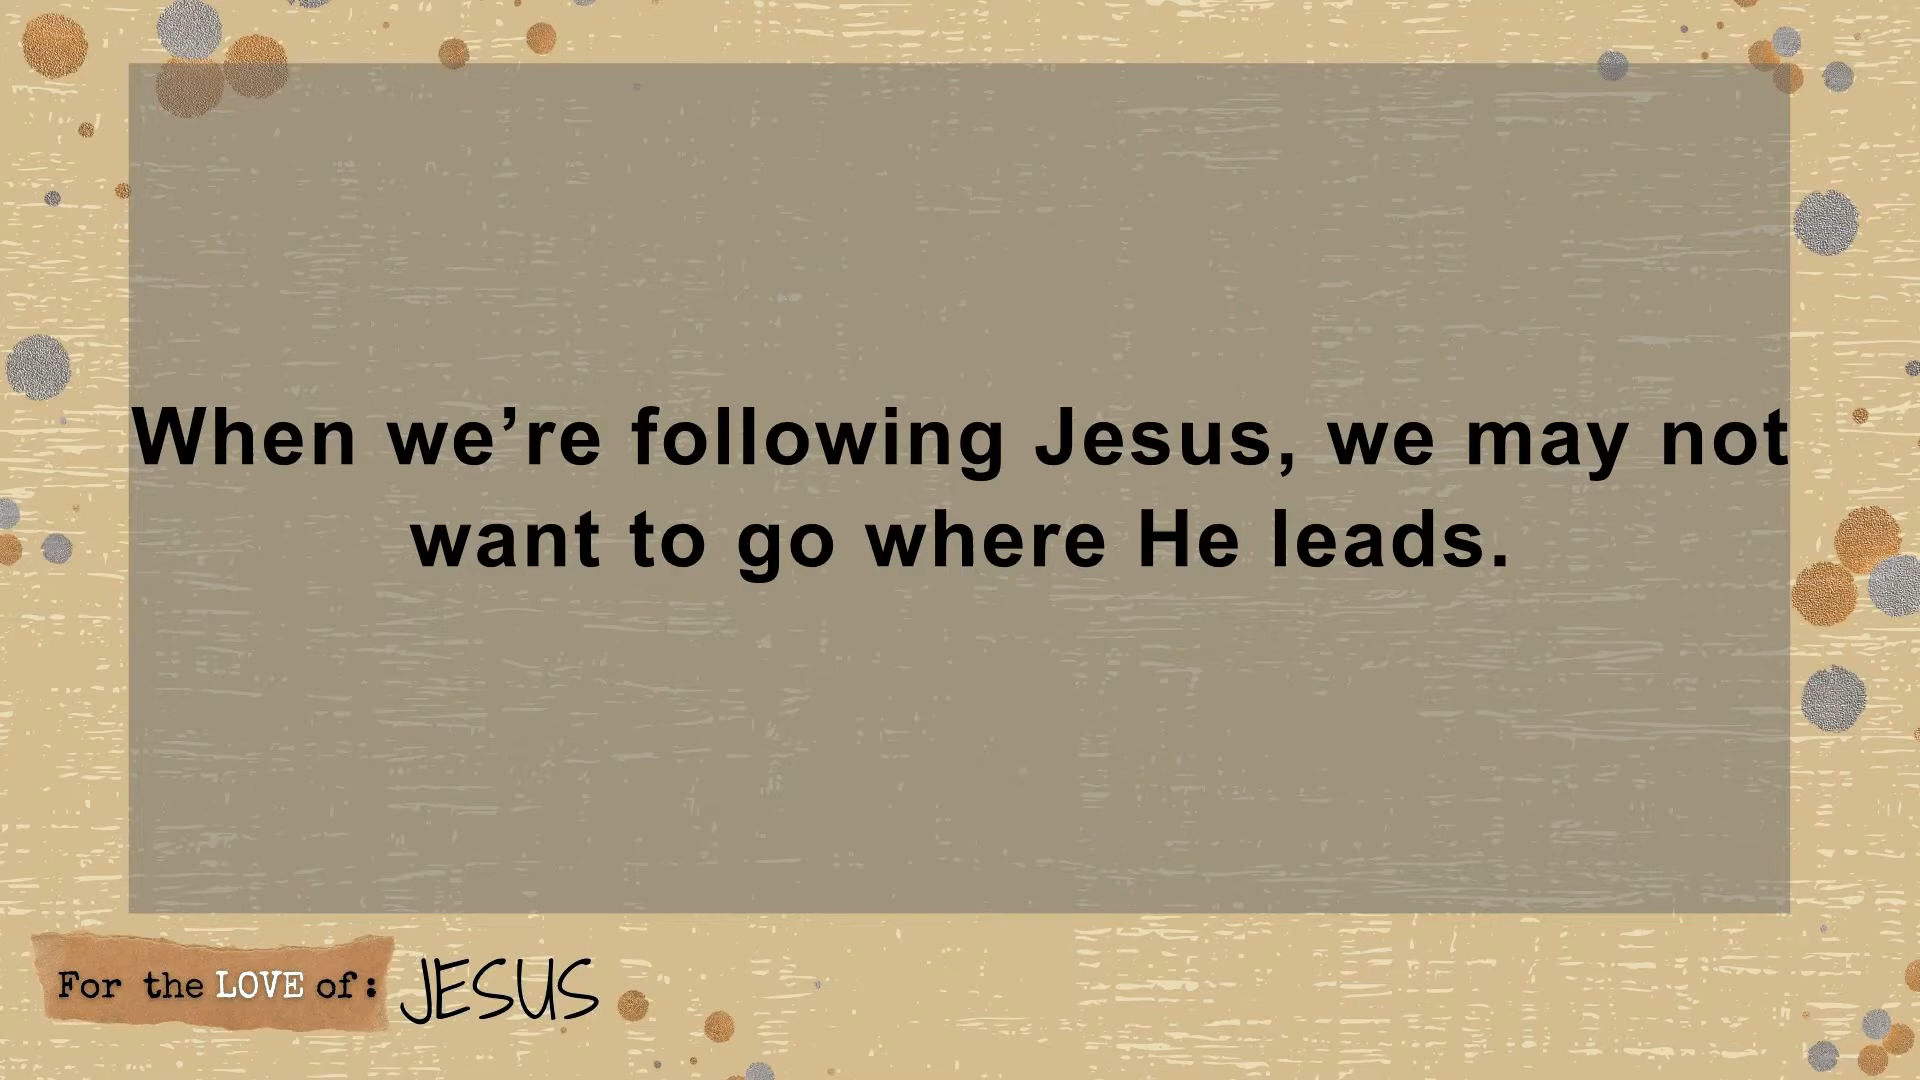 When we’re following Jesus, we may not
want to go where He leads.
For the LOVE of: JESUS